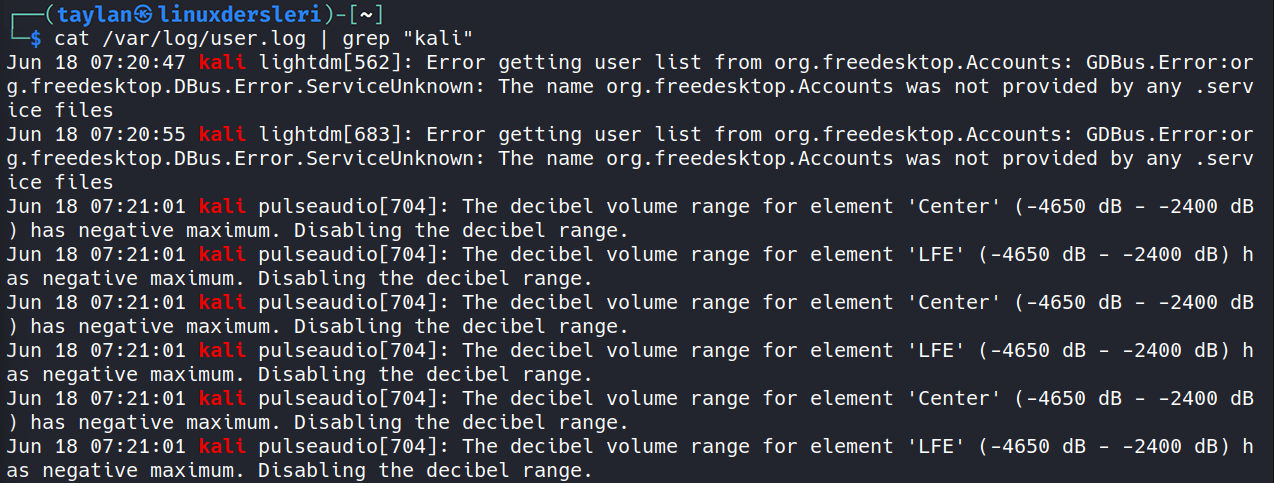 ┌──(taylan㉿linuxdersleri)-[~]
└─$ cat /var/log/user.log | grep "kali"
Jun 18 07:20:47 kali lightdm[562]: Error getting user list from org.freedesktop.Accounts: GDBus.Error:or
g.freedesktop.DBus.Error.ServiceUnknown: The name org.freedesktop.Accounts was not provided by any .serv
ice files
Jun 18 07:20:55 kali lightdm[683]: Error getting user list from org.freedesktop.Accounts: GDBus.Error:or
g.freedesktop.DBus.Error.ServiceUnknown: The name org.freedesktop.Accounts was not provided by any .serv
ice files
Jun 18 07:21:01 kali pulseaudio[704]: The decibel volume range for element 'Center' (-4650 dB - -2400 dB
) has negative maximum. Disabling the decibel range.
Jun 18 07:21:01 kali pulseaudio[704]: The decibel volume range for element 'LFE' (-4650 dB - -2400 dB) h
as negative maximum. Disabling the decibel range.
Jun 18 07:21:01 kali pulseaudio[704]: The decibel volume range for element 'Center' (-4650 dB - -2400 dB
) has negative maximum. Disabling the decibel range.
Jun 18 07:21:01 kali pulseaudio[704]: The decibel volume range for element 'LFE' (-4650 dB - -2400 dB) h
as negative maximum. Disabling the decibel range.
Jun 18 07:21:01 kali pulseaudio[704]: The decibel volume range for element 'Center' (-4650 dB - -2400 dB
) has negative maximum. Disabling the decibel range.
Jun 18 07:21:01 kali pulseaudio[704]: The decibel volume range for element 'LFE' (-4650 dB - -2400 dB) h
as negative maximum. Disabling the decibel range.